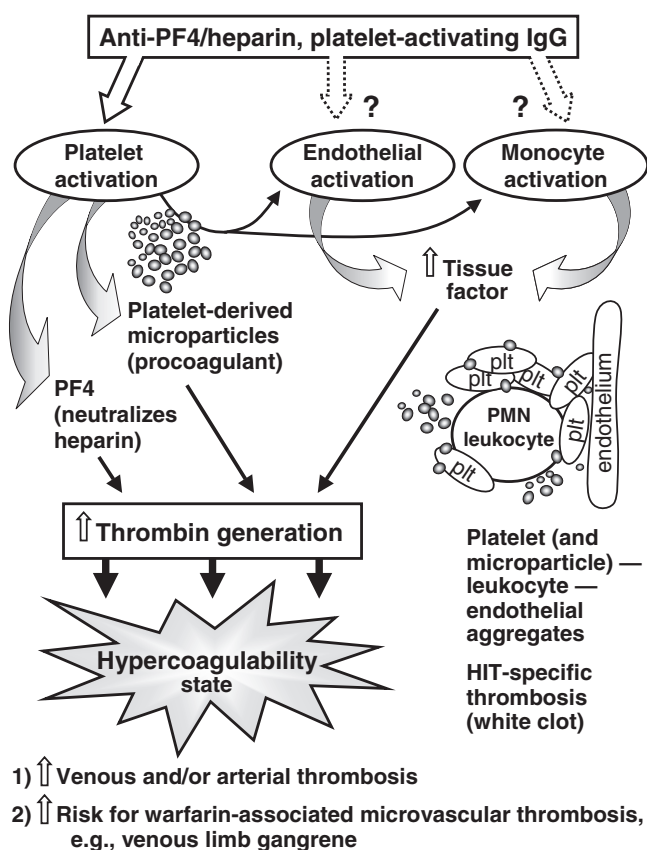 Anti-PF4/heparin, platelet-activating IgG
?
?
Platelet
activation
Endothelial
activation
Monocyte
activation
⇧ Tissue
factor
Platelet-derived
microparticles
(procoagulant)
PF4
(neutralizes
heparin)
plt
plt
plt
plt
plt
plt
PMN
leukocyte
endothelium
⇧ Thrombin generation
Platelet (and
microparticle) —
leukocyte —
endothelial
aggregates
Hypercoagulability
state
HIT-specific
thrombosis
(white clot)
1) ⇧ Venous and/or arterial thrombosis
2) ⇧ Risk for warfarin-associated microvascular thrombosis,
e.g., venous limb gangrene